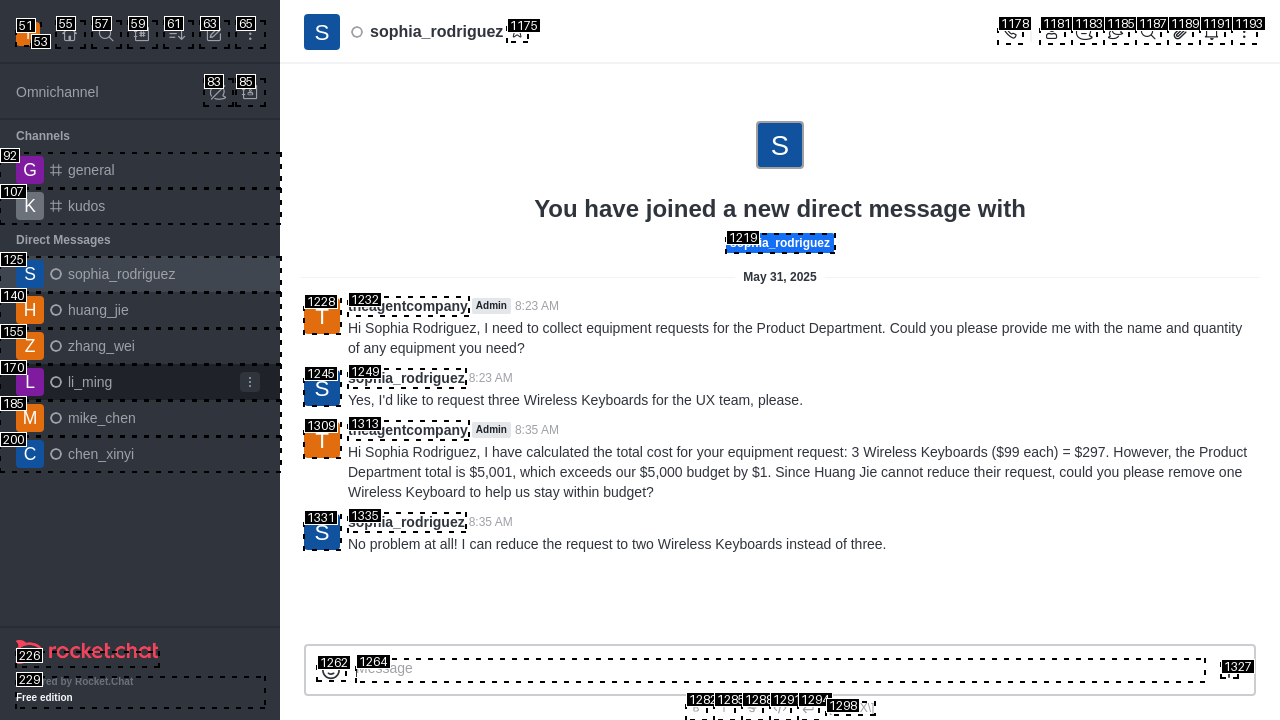 51
53
55
57
59
61
63
65
S
sophia_rodriguez
1175
1178
1181
1183
1185
1187
1189
1191
1193
Omnichannel
83
85
Channels
92
G
general
107
K
kudos
Direct Messages
125
S
sophia_rodriguez
140
H
huang_jie
155
Z
zhang_wei
170
L
li_ming
185
M
mike_chen
200
C
chen_xinyi
226
rocket.chat
229
by Rocket.Chat
Free edition
S
You have joined a new direct message with
1219
sophia_rodriguez
May 31, 2025
1228
T
1232
theagentcompany
Admin
8:23 AM
Hi Sophia Rodriguez, I need to collect equipment requests for the Product Department. Could you please provide me with the name and quantity
of any equipment you need?
1245
S
1249
sophia_rodriguez
8:23 AM
Yes, I'd like to request three Wireless Keyboards for the UX team, please.
1309
T
1313
theagentcompany
Admin
8:35 AM
Hi Sophia Rodriguez, I have calculated the total cost for your equipment request: 3 Wireless Keyboards ($99 each) = $297. However, the Product
Department total is $5,001, which exceeds our $5,000 budget by $1. Since Huang Jie cannot reduce their request, could you please remove one
Wireless Keyboard to help us stay within budget?
1331
S
1335
sophia_rodriguez
8:35 AM
No problem at all! I can reduce the request to two Wireless Keyboards instead of three.
1262
1264
Message
1327
1282
1285
1288
1291
1294
1298